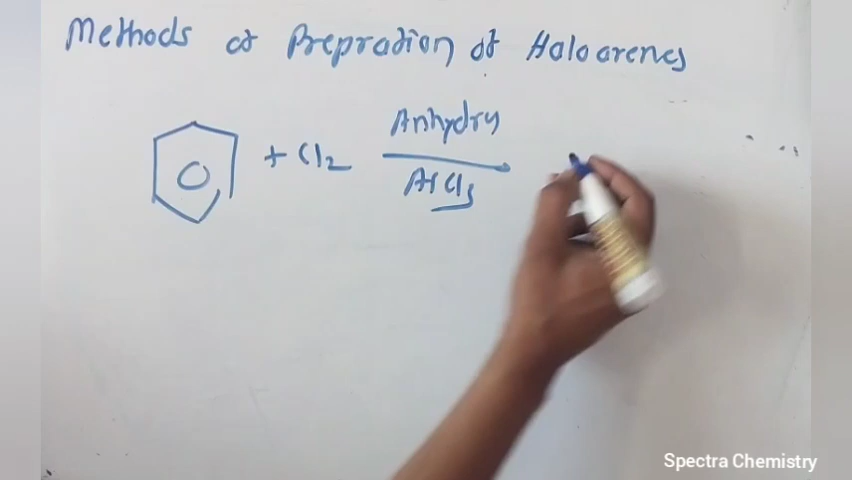 Methods of Prepration of Haloarenes
Anhydry
+ Cl2
AlCl3
Spectra Chemistry